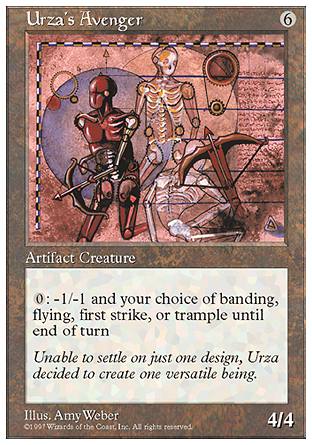 Urza's Avenger 6
Artifact Creature
0: -1/-1 and your choice of banding,
flying, first strike, or trample until
end of turn
Unable to settle on just one design, Urza
decided to create one versatile being.
Illus. Amy Weber
©1997 Wizards of the Coast, Inc. All rights reserved.
4/4